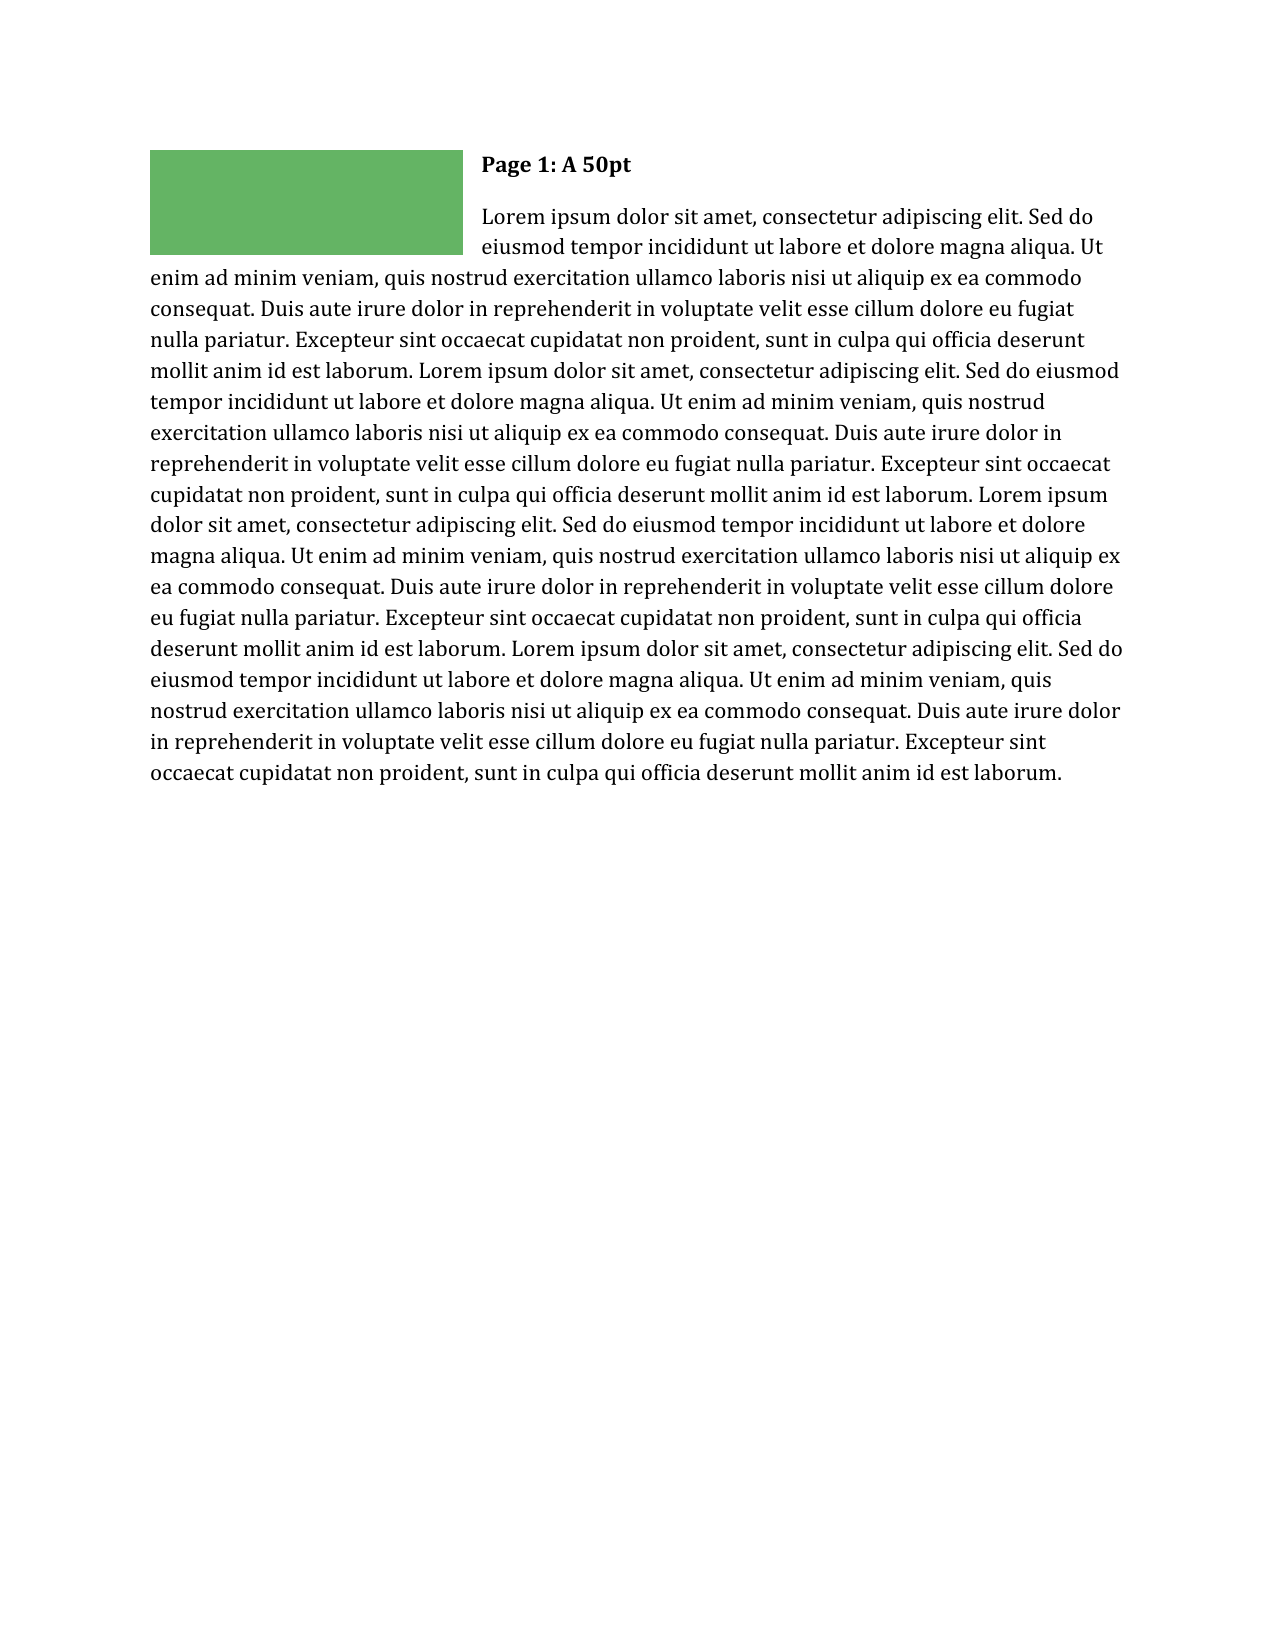 Page 1: A 50pt
Lorem ipsum dolor sit amet, consectetur adipiscing elit. Sed do
eiusmod tempor incididunt ut labore et dolore magna aliqua. Ut
enim ad minim veniam, quis nostrud exercitation ullamco laboris nisi ut aliquip ex ea commodo
consequat. Duis aute irure dolor in reprehenderit in voluptate velit esse cillum dolore eu fugiat
nulla pariatur. Excepteur sint occaecat cupidatat non proident, sunt in culpa qui officia deserunt
mollit anim id est laborum. Lorem ipsum dolor sit amet, consectetur adipiscing elit. Sed do eiusmod
tempor incididunt ut labore et dolore magna aliqua. Ut enim ad minim veniam, quis nostrud
exercitation ullamco laboris nisi ut aliquip ex ea commodo consequat. Duis aute irure dolor in
reprehenderit in voluptate velit esse cillum dolore eu fugiat nulla pariatur. Excepteur sint occaecat
cupidatat non proident, sunt in culpa qui officia deserunt mollit anim id est laborum. Lorem ipsum
dolor sit amet, consectetur adipiscing elit. Sed do eiusmod tempor incididunt ut labore et dolore
magna aliqua. Ut enim ad minim veniam, quis nostrud exercitation ullamco laboris nisi ut aliquip ex
ea commodo consequat. Duis aute irure dolor in reprehenderit in voluptate velit esse cillum dolore
eu fugiat nulla pariatur. Excepteur sint occaecat cupidatat non proident, sunt in culpa qui officia
deserunt mollit anim id est laborum. Lorem ipsum dolor sit amet, consectetur adipiscing elit. Sed do
eiusmod tempor incididunt ut labore et dolore magna aliqua. Ut enim ad minim veniam, quis
nostrud exercitation ullamco laboris nisi ut aliquip ex ea commodo consequat. Duis aute irure dolor
in reprehenderit in voluptate velit esse cillum dolore eu fugiat nulla pariatur. Excepteur sint
occaecat cupidatat non proident, sunt in culpa qui officia deserunt mollit anim id est laborum.